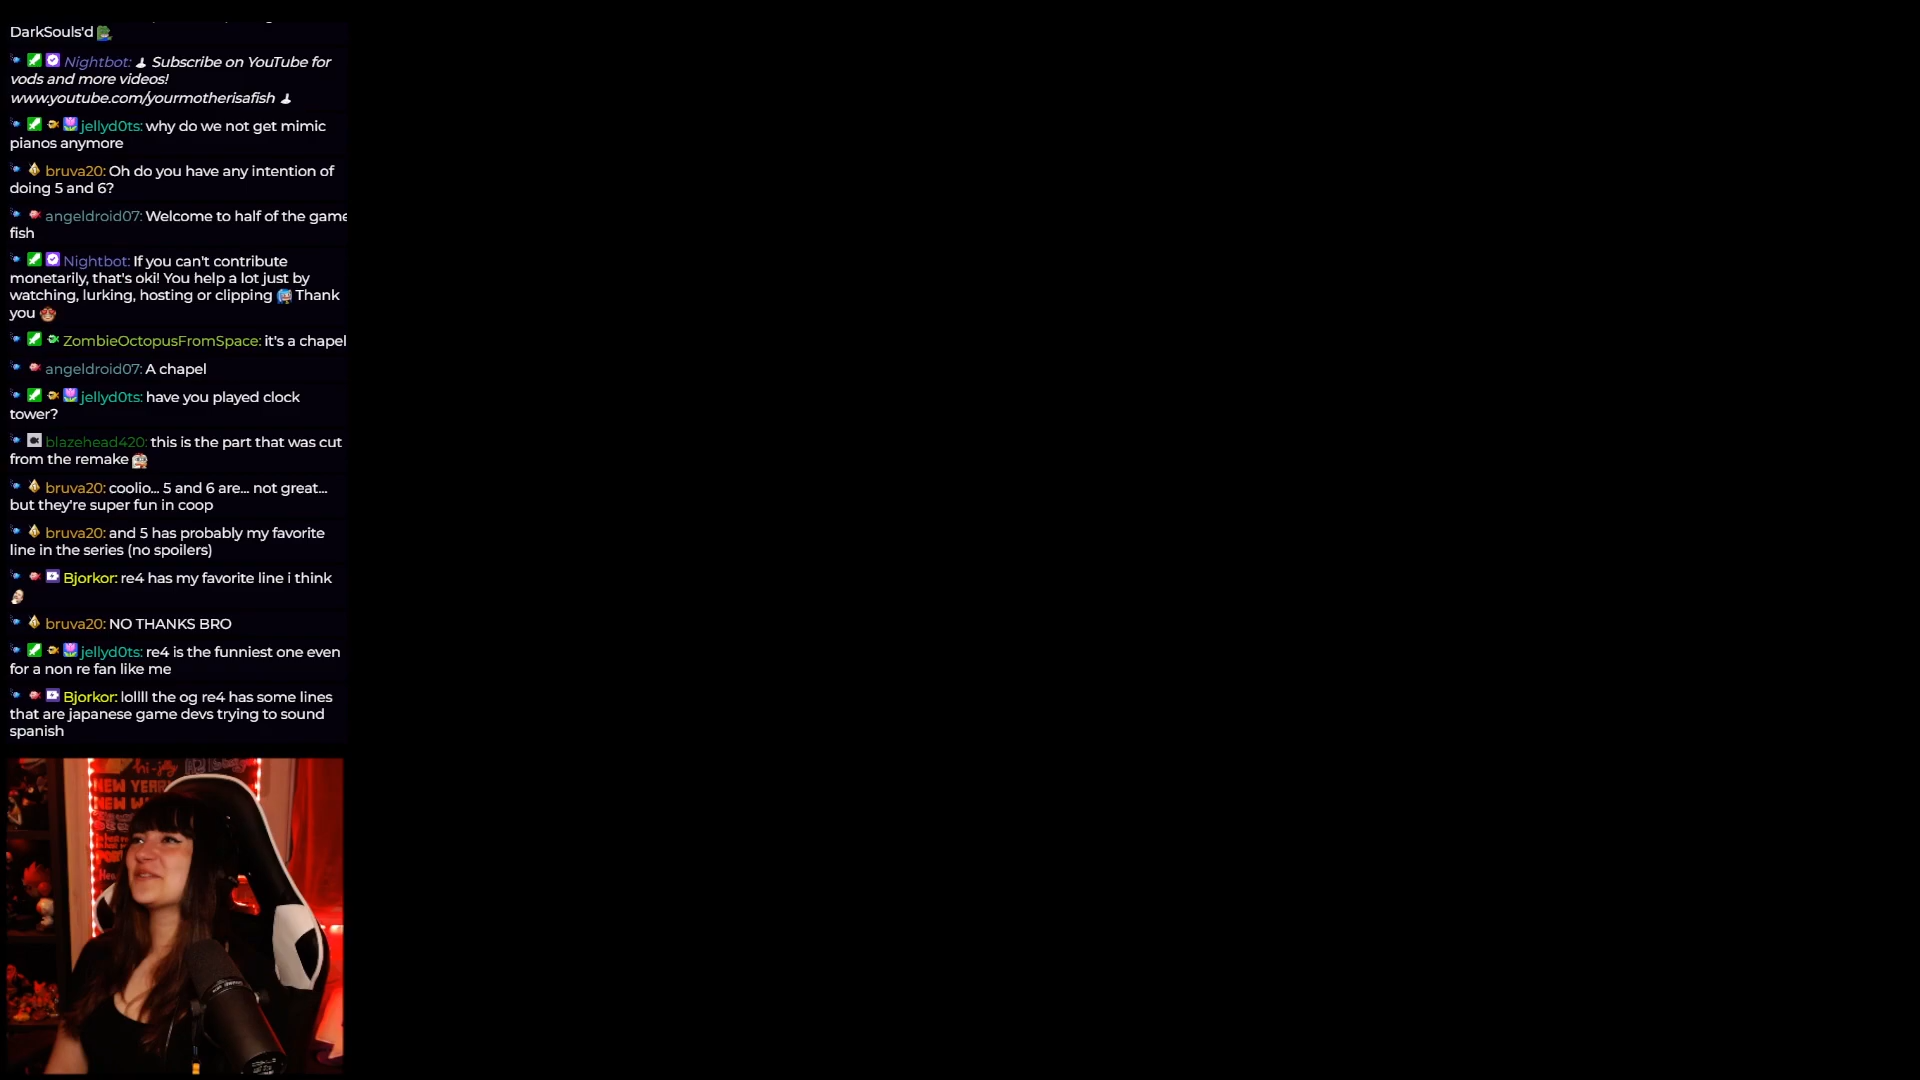 DarkSouls'd
Nightbot: Subscribe on YouTube for
vods and more videos!
www.youtube.com/yourmotherisafish
jellyd0ts: why do we not get mimic
pianos anymore
bruva20: Oh do you have any intention of
doing 5 and 6?
angeldroid07: Welcome to half of the game
fish
Nightbot: If you can't contribute
monetarily, that's oki! You help a lot just by
watching, lurking, hosting or clipping Thank
you
ZombieOctopusFromSpace: it's a chapel
angeldroid07: A chapel
jellyd0ts: have you played clock
tower?
blazehead420: this is the part that was cut
from the remake
bruva20: coolio... 5 and 6 are... not great...
but they're super fun in coop
bruva20: and 5 has probably my favorite
line in the series (no spoilers)
Bjorkor: re4 has my favorite line i think
bruva20: NO THANKS BRO
jellyd0ts: re4 is the funniest one even
for a non re fan like me
Bjorkor: lollll the og re4 has some lines
that are japanese game devs trying to sound
spanish
hi-jolly
NEW YEAR
NEW